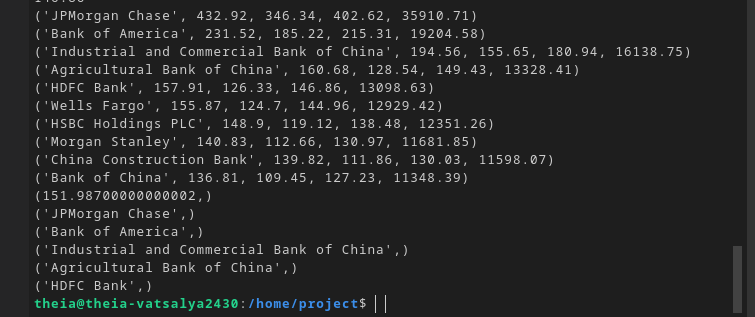 ('JPMorgan Chase', 432.92, 346.34, 402.62, 35910.71)
('Bank of America', 231.52, 185.22, 215.31, 19204.58)
('Industrial and Commercial Bank of China', 194.56, 155.65, 180.94, 16138.75)
('Agricultural Bank of China', 160.68, 128.54, 149.43, 13328.41)
('HDFC Bank', 157.91, 126.33, 146.86, 13098.63)
('Wells Fargo', 155.87, 124.7, 144.96, 12929.42)
('HSBC Holdings PLC', 148.9, 119.12, 138.48, 12351.26)
('Morgan Stanley', 140.83, 112.66, 130.97, 11681.85)
('China Construction Bank', 139.82, 111.86, 130.03, 11598.07)
('Bank of China', 136.81, 109.45, 127.23, 11348.39)
(151.98700000000002,)
('JPMorgan Chase',)
('Bank of America',)
('Industrial and Commercial Bank of China',)
('Agricultural Bank of China',)
('HDFC Bank',)
theia@theia-vatsalya2430:/home/project$